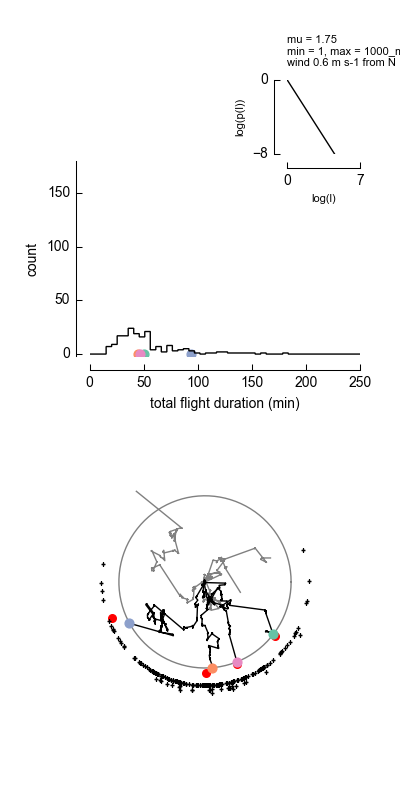 mu = 1.75
min = 1, max = 1000_m
wind 0.6 m s-1 from N
0
−8
log(p(l))
0 7
log(l)
150
100
50
0
count
0 50 100 150 200 250
total flight duration (min)